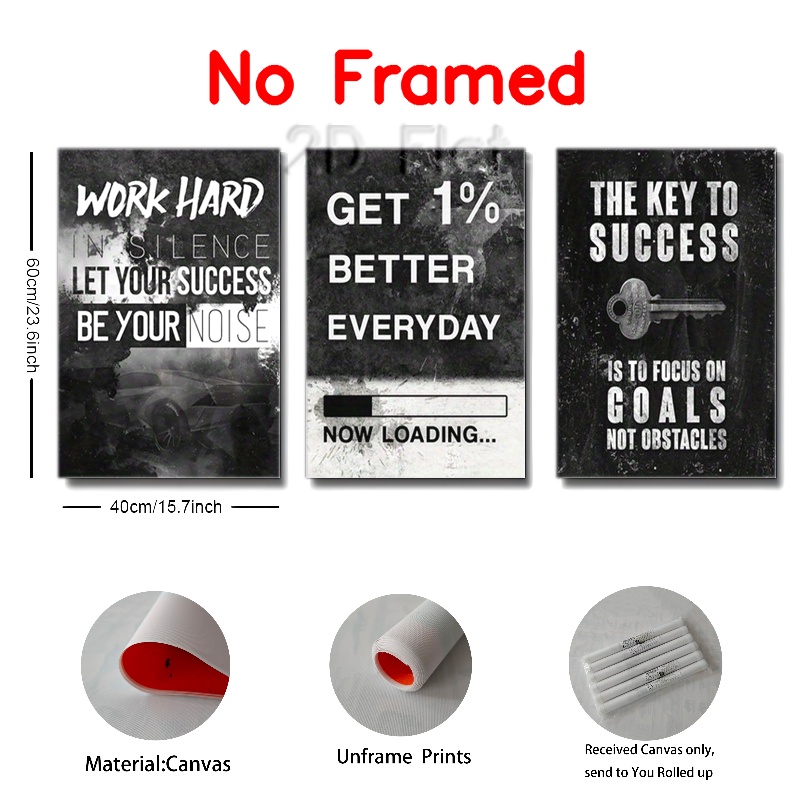 No Framed
2D Flat
WORK HARD
IN SILENCE
LET YOUR SUCCESS
BE YOUR NOISE
GET 1%
BETTER
EVERYDAY
NOW LOADING...
THE KEY TO
SUCCESS
IS TO FOCUS ON
GOALS
NOT OBSTACLES
60cm/23.6inch
40cm/15.7inch
Material:Canvas
Unframe Prints
Received Canvas only,
send to You Rolled up